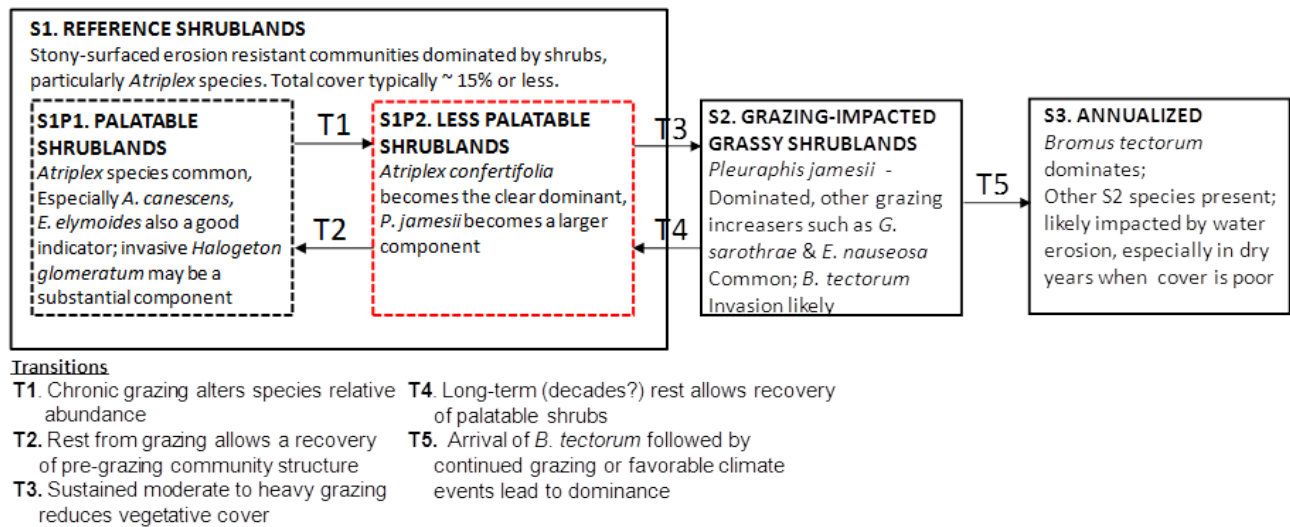 S1. REFERENCE SHRUBLANDS
Stony-surfaced erosion resistant communities dominated by shrubs,
particularly Atriplex species. Total cover typically ~ 15% or less.
S1P1. PALATABLE
SHRUBLANDS
Atriplex species common,
Especially A. canescens,
E. elymoides also a good
indicator; invasive Halogeton
glomeratum may be a
substantial component
T1
T2
S1P2. LESS PALATABLE
SHRUBLANDS
Atriplex confertifolia
becomes the clear dominant,
P. jamesii becomes a larger
component
T3
T4
S2. GRAZING-IMPACTED
GRASSY SHRUBLANDS
Pleuraphis jamesii -
Dominated, other grazing
increasers such as G.
sarothrae & E. nauseosa
Common; B. tectorum
Invasion likely
T5
S3. ANNUALIZED
Bromus tectorum
dominates;
Other S2 species present;
likely impacted by water
erosion, especially in dry
years when cover is poor
Transitions
T1. Chronic grazing alters species relative
abundance
T2. Rest from grazing allows a recovery
of pre-grazing community structure
T3. Sustained moderate to heavy grazing
reduces vegetative cover
T4. Long-term (decades?) rest allows recovery
of palatable shrubs
T5. Arrival of B. tectorum followed by
continued grazing or favorable climate
events lead to dominance